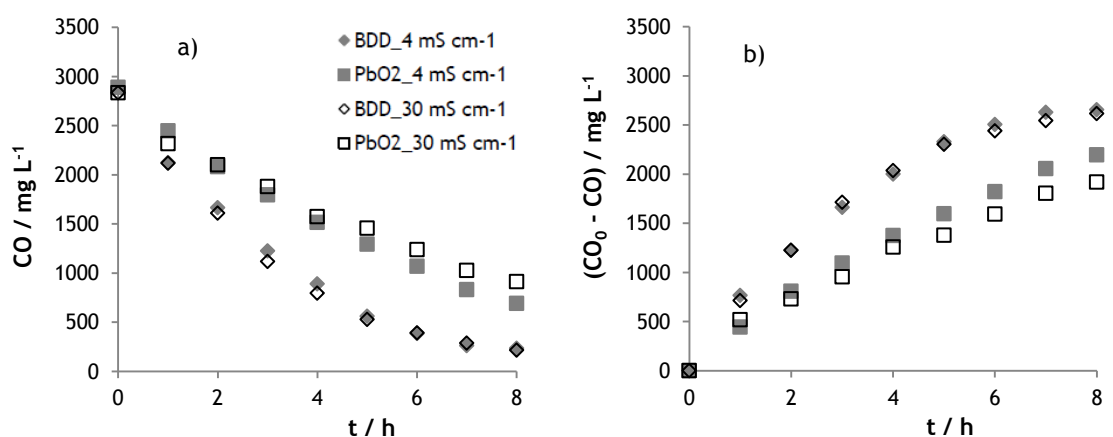 a)
BDD_4 mS cm-1
PbO2_4 mS cm-1
BDD_30 mS cm-1
PbO2_30 mS cm-1
CO / mg L⁻¹
3500
3000
2500
2000
1500
1000
500
0
0 2 4 6 8
t / h
b)
(CO₀ - CO) / mg L⁻¹
3500
3000
2500
2000
1500
1000
500
0
0 2 4 6 8
t / h